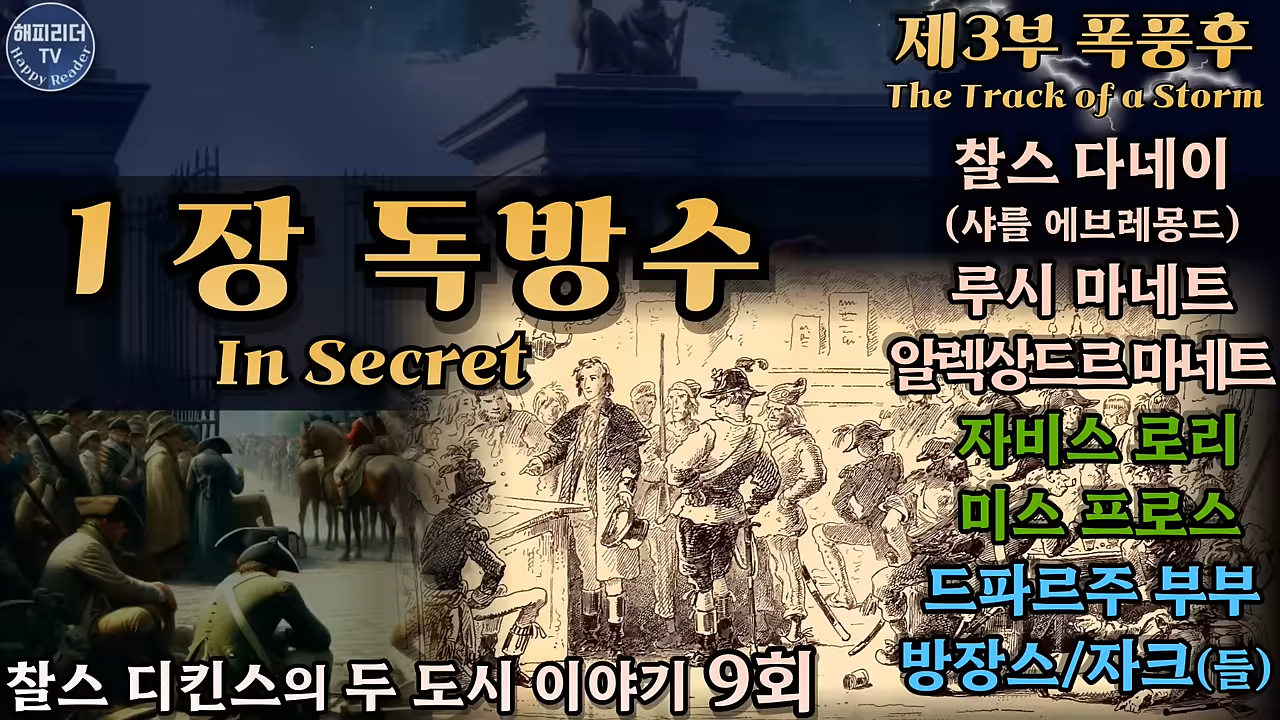 해피리더
TV
Happy Reader
제3부 폭풍후
The Track of a Storm
1 장 독방수
In Secret
찰스 다네이
(샤를 에브레몽드)
루시 마네트
알렉상드르 마네트
자비스 로리
미스 프로스
드파르주 부부
방장스/자크(들)
찰스 디킨스의 두 도시 이야기 9회